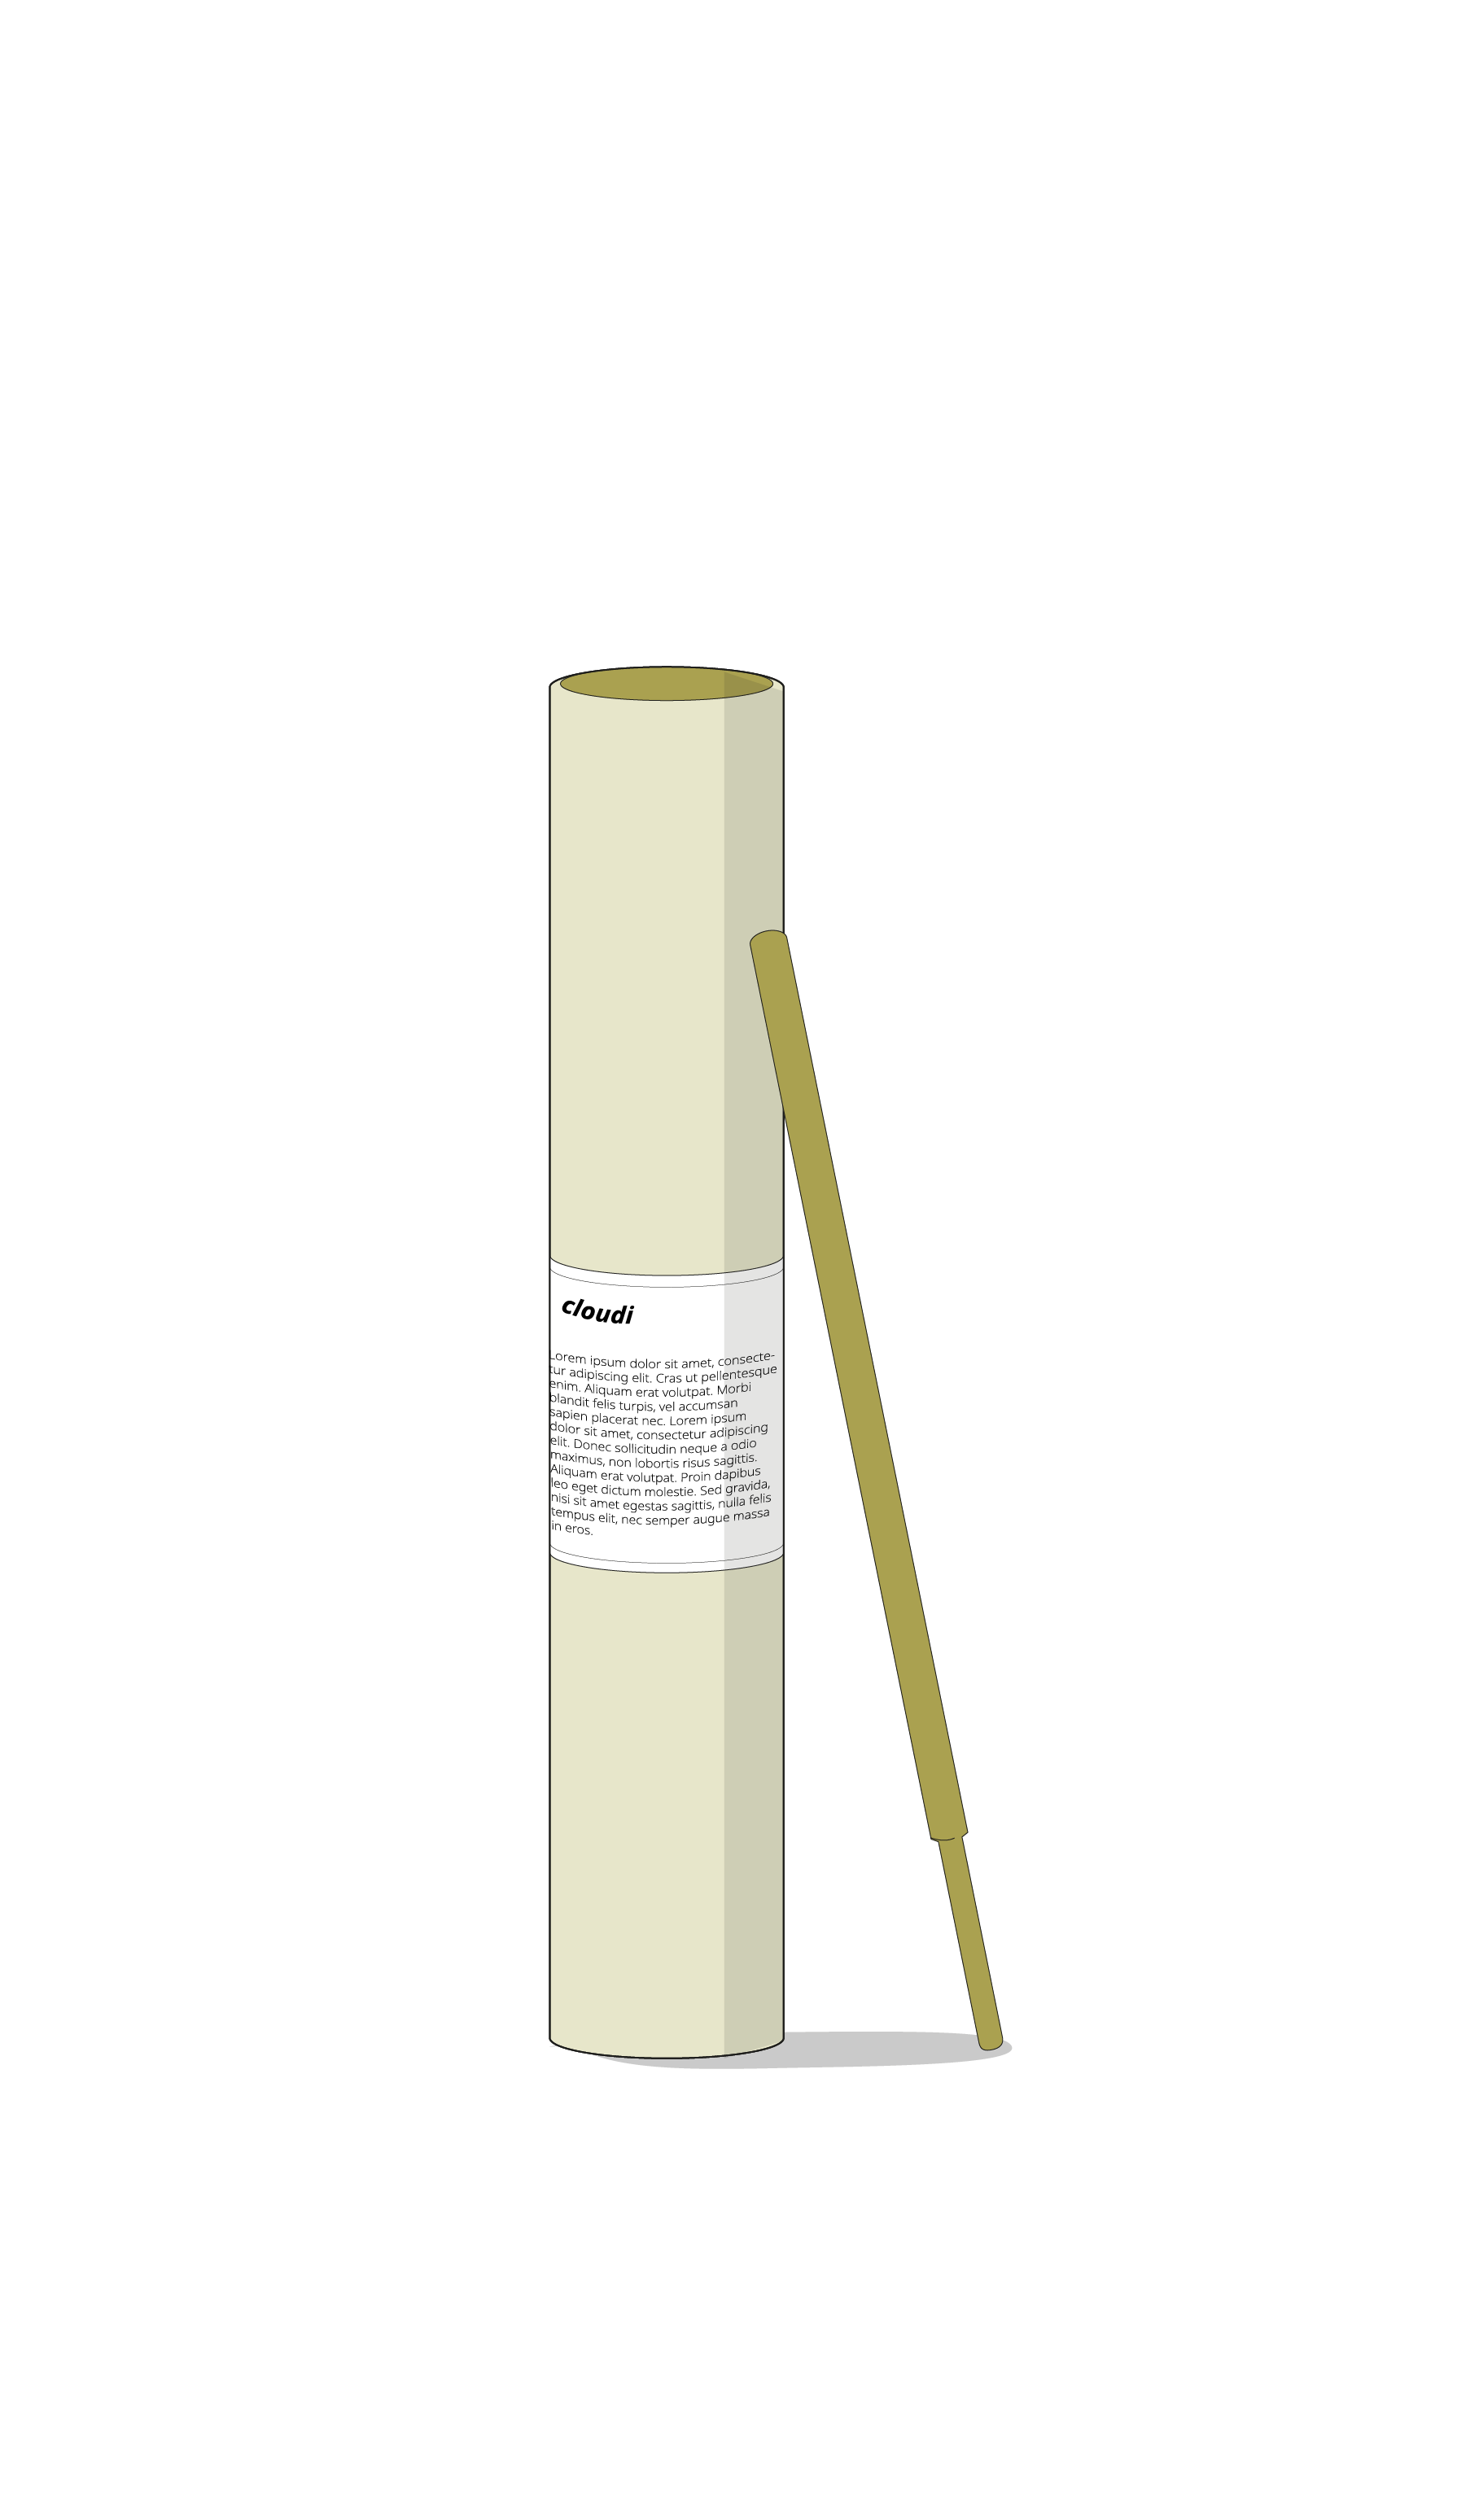 cloudi
Lorem ipsum dolor sit amet, consecte-
tur adipiscing elit. Cras ut pellentesque
enim. Aliquam erat volutpat. Morbi
blandit felis turpis, vel accumsan
sapien placerat nec. Lorem ipsum
dolor sit amet, consectetur adipiscing
elit. Donec sollicitudin neque a odio
maximus, non lobortis risus sagittis.
Aliquam erat volutpat. Proin dapibus
leo eget dictum molestie. Sed gravida,
nisi sit amet egestas sagittis, nulla felis
tempus elit, nec semper augue massa
in eros.